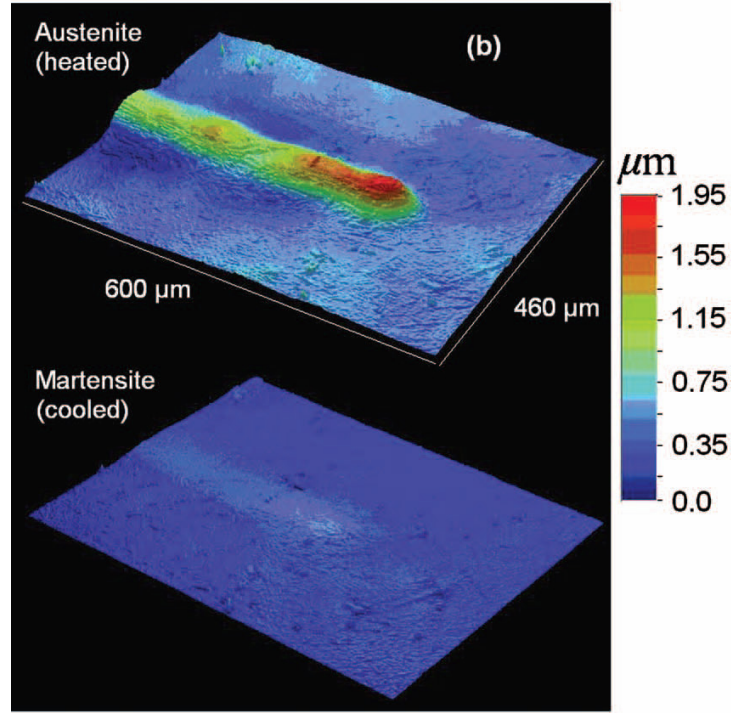 Austenite
(heated)
(b)
600 μm
460 μm
Martensite
(cooled)
μm
1.95
1.55
1.15
0.75
0.35
0.0